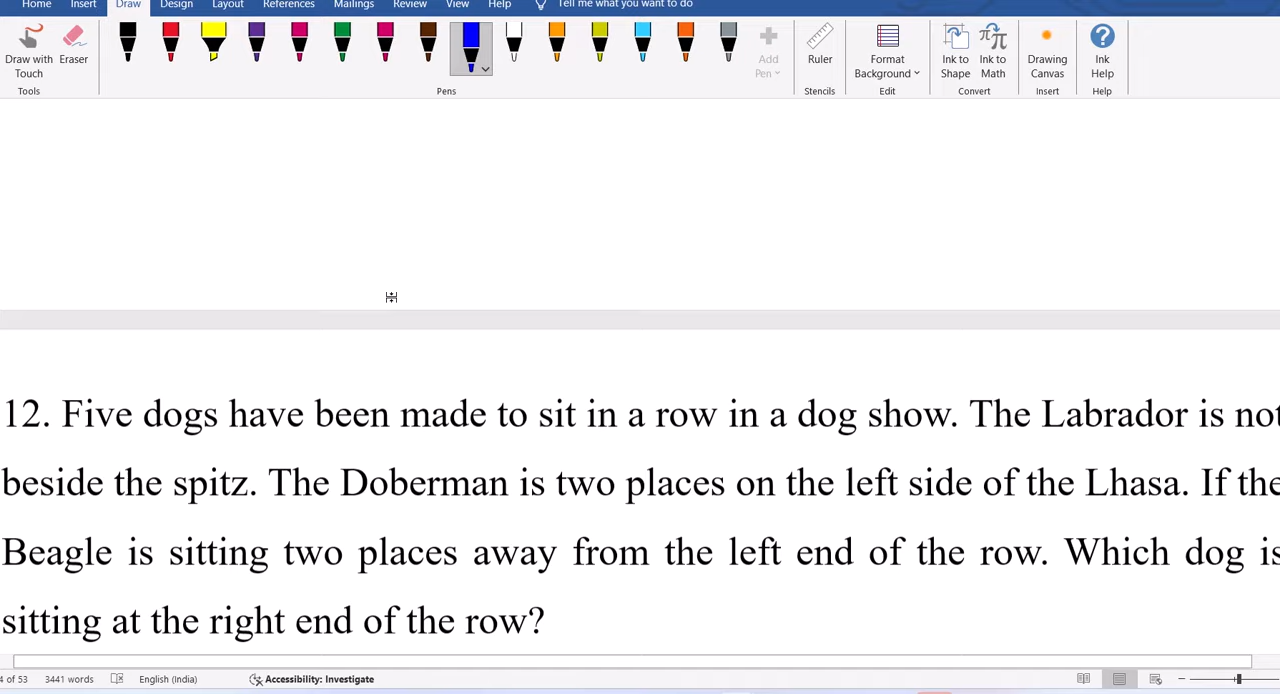 Home Insert Draw Design Layout References Mailings Review View Help Tell me what you want to do
Draw with Touch
Eraser
Add Pen
Ruler
Format Background
Ink to Shape
Ink to Math
Drawing Canvas
Ink Help
Tools Pens Stencils Edit Convert Insert Help
12. Five dogs have been made to sit in a row in a dog show. The Labrador is not
beside the spitz. The Doberman is two places on the left side of the Lhasa. If the
Beagle is sitting two places away from the left end of the row. Which dog is
sitting at the right end of the row?
4 of 53 3441 words English (India) Accessibility: Investigate